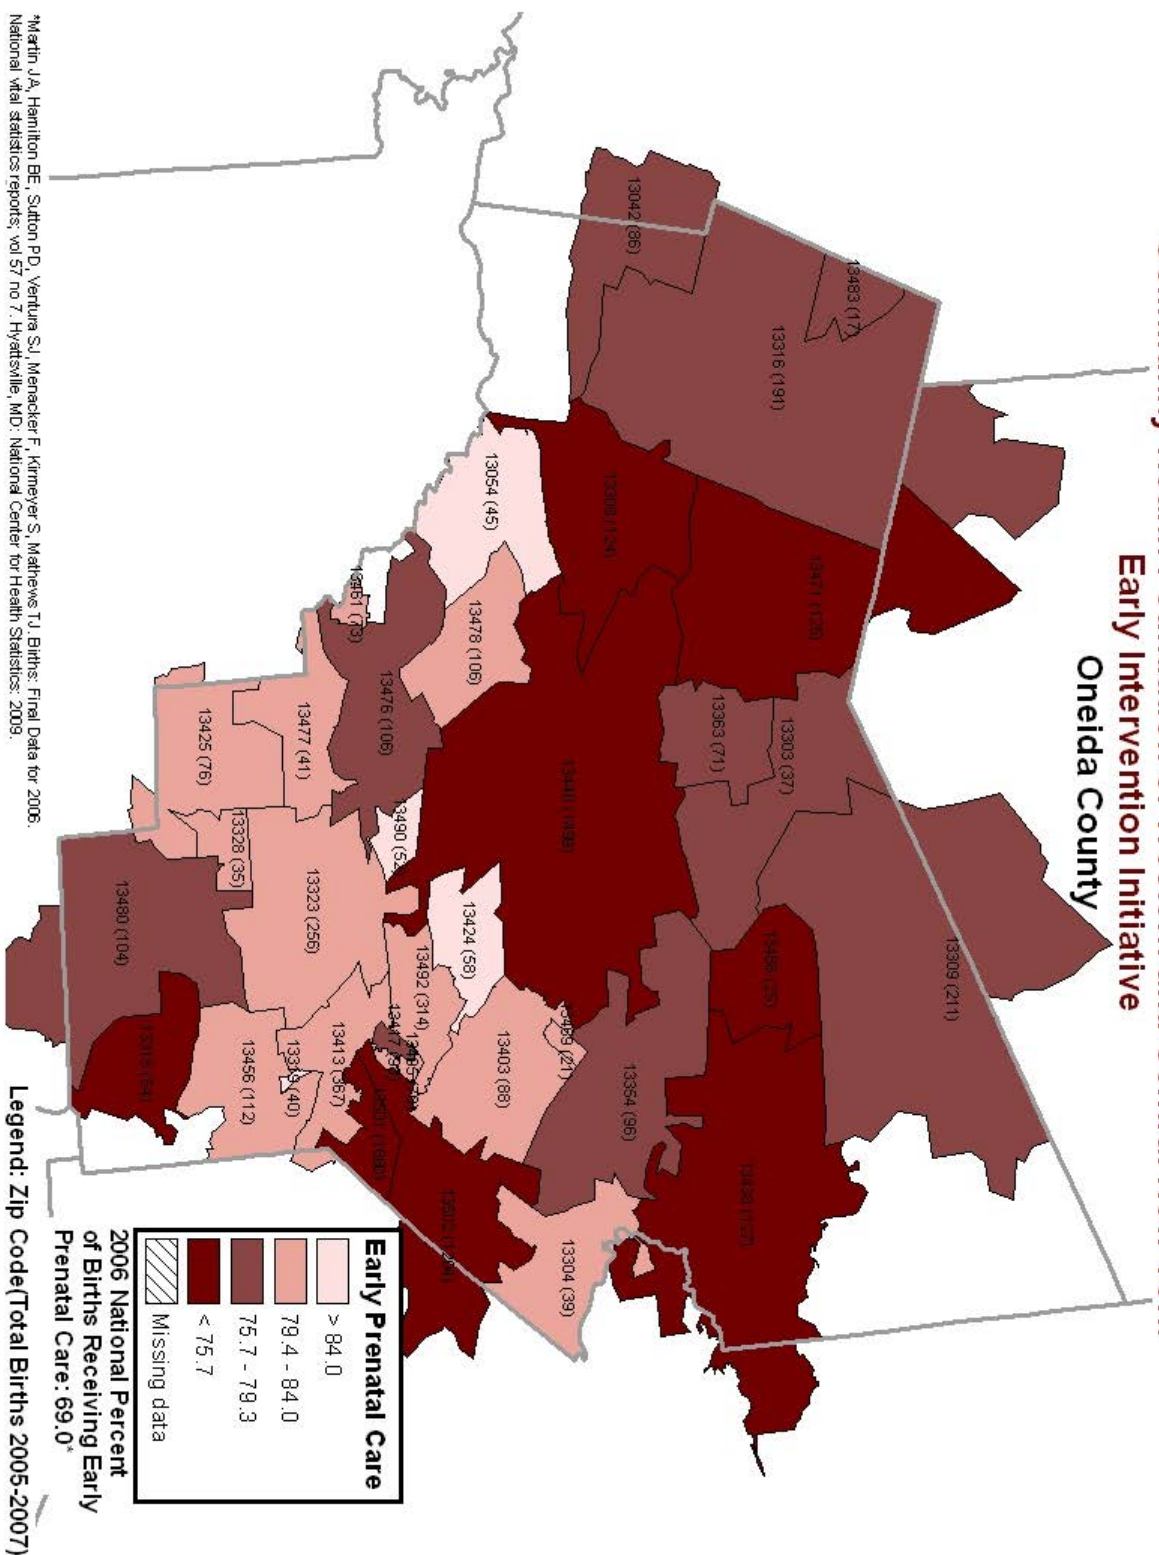 Early Intervention Initiative
Oneida County
13309 (211)
13303 (37)
13363 (71)
13471 (125)
13483 (17)
13316 (191)
13042 (86)
13308 (124)
13054 (45)
13478 (106)
13440 (1498)
13354 (96)
13403 (88)
13304 (39)
13424 (58)
13492 (314)
13476 (106)
13461 (73)
13477 (41)
13425 (76)
13328 (35)
13323 (256)
13413 (367)
13456 (112)
13480 (104)
Early Prenatal Care
> 84.0
79.4 - 84.0
75.7 - 79.3
< 75.7
Missing data
2006 National Percent
of Births Receiving Early
Prenatal Care: 69.0*
Legend: Zip Code(Total Births 2005-2007)
*Martin JA, Hamilton BE, Sutton PD, Ventura SJ, Menacker F, Kirmeyer S, Mathews TJ. Births: Final Data for 2006.
National vital statistics reports; vol 57 no 7. Hyattsville, MD: National Center for Health Statistics: 2009.